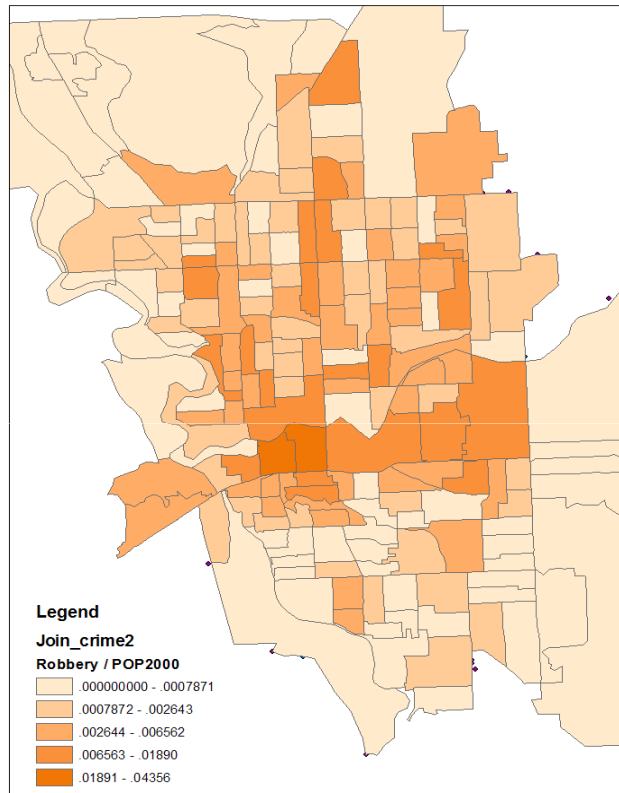 Legend
Join_crime2
Robbery / POP2000
.000000000 - .0007871
.0007872 - .002643
.002644 - .006562
.006563 - .01890
.01891 - .04356